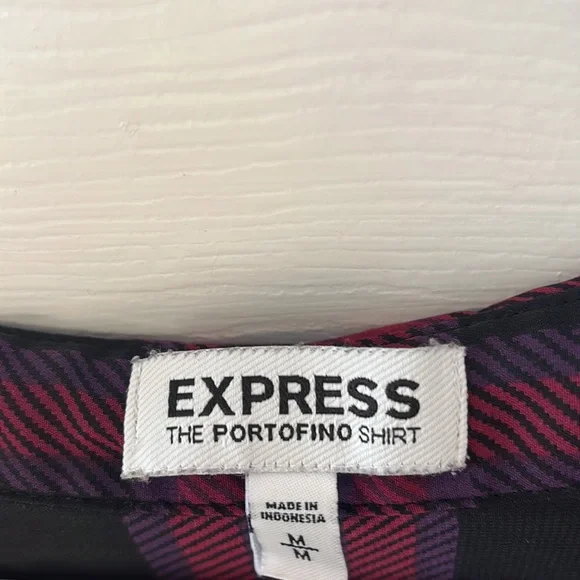 EXPRESS
THE PORTOFINO SHIRT
MADE IN
INDONESIA
M
M